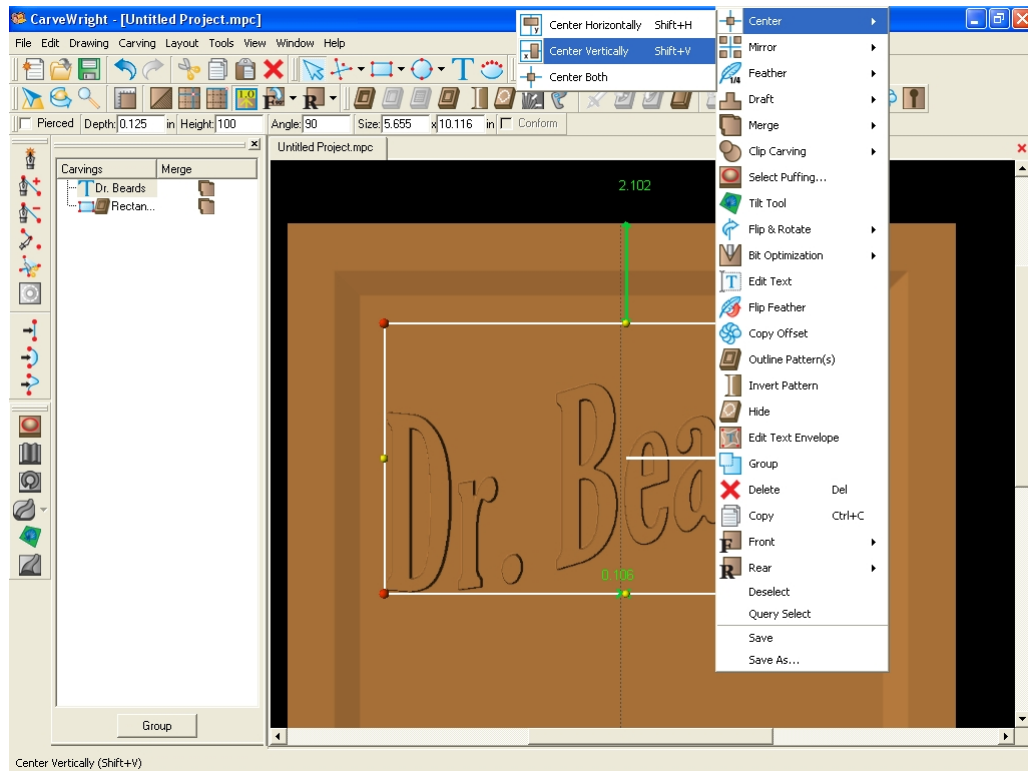 CarveWright - [Untitled Project.mpc]
File Edit Drawing Carving Layout Tools View Window Help
Center Horizontally Shift+H
Center Vertically Shift+V
Center Both
Center
Mirror
Feather
Draft
Merge
Clip Carving
Select Puffing...
Tilt Tool
Flip & Rotate
Bit Optimization
Edit Text
Flip Feather
Copy Offset
Outline Pattern(s)
Invert Pattern
Hide
Edit Text Envelope
Group
Delete Del
Copy Ctrl+C
Front
Rear
Deselect
Query Select
Save
Save As...
Pierced Depth: 0.125 in Height: 100 Angle: 90 Size: 5.655 x 10.116 in Conform
Untitled Project.mpc
Carvings Merge
Dr. Beards
Rectan...
2.102
Dr. Bea
0.106
Group
Center Vertically (Shift+V)